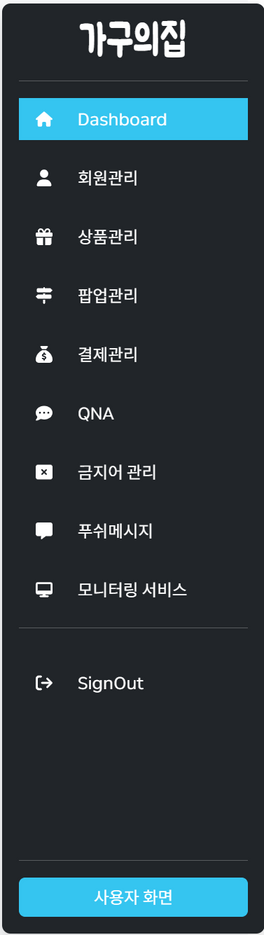 가구의집
Dashboard
회원관리
상품관리
팝업관리
결제관리
QNA
금지어 관리
푸쉬메시지
모니터링 서비스
SignOut
사용자 화면